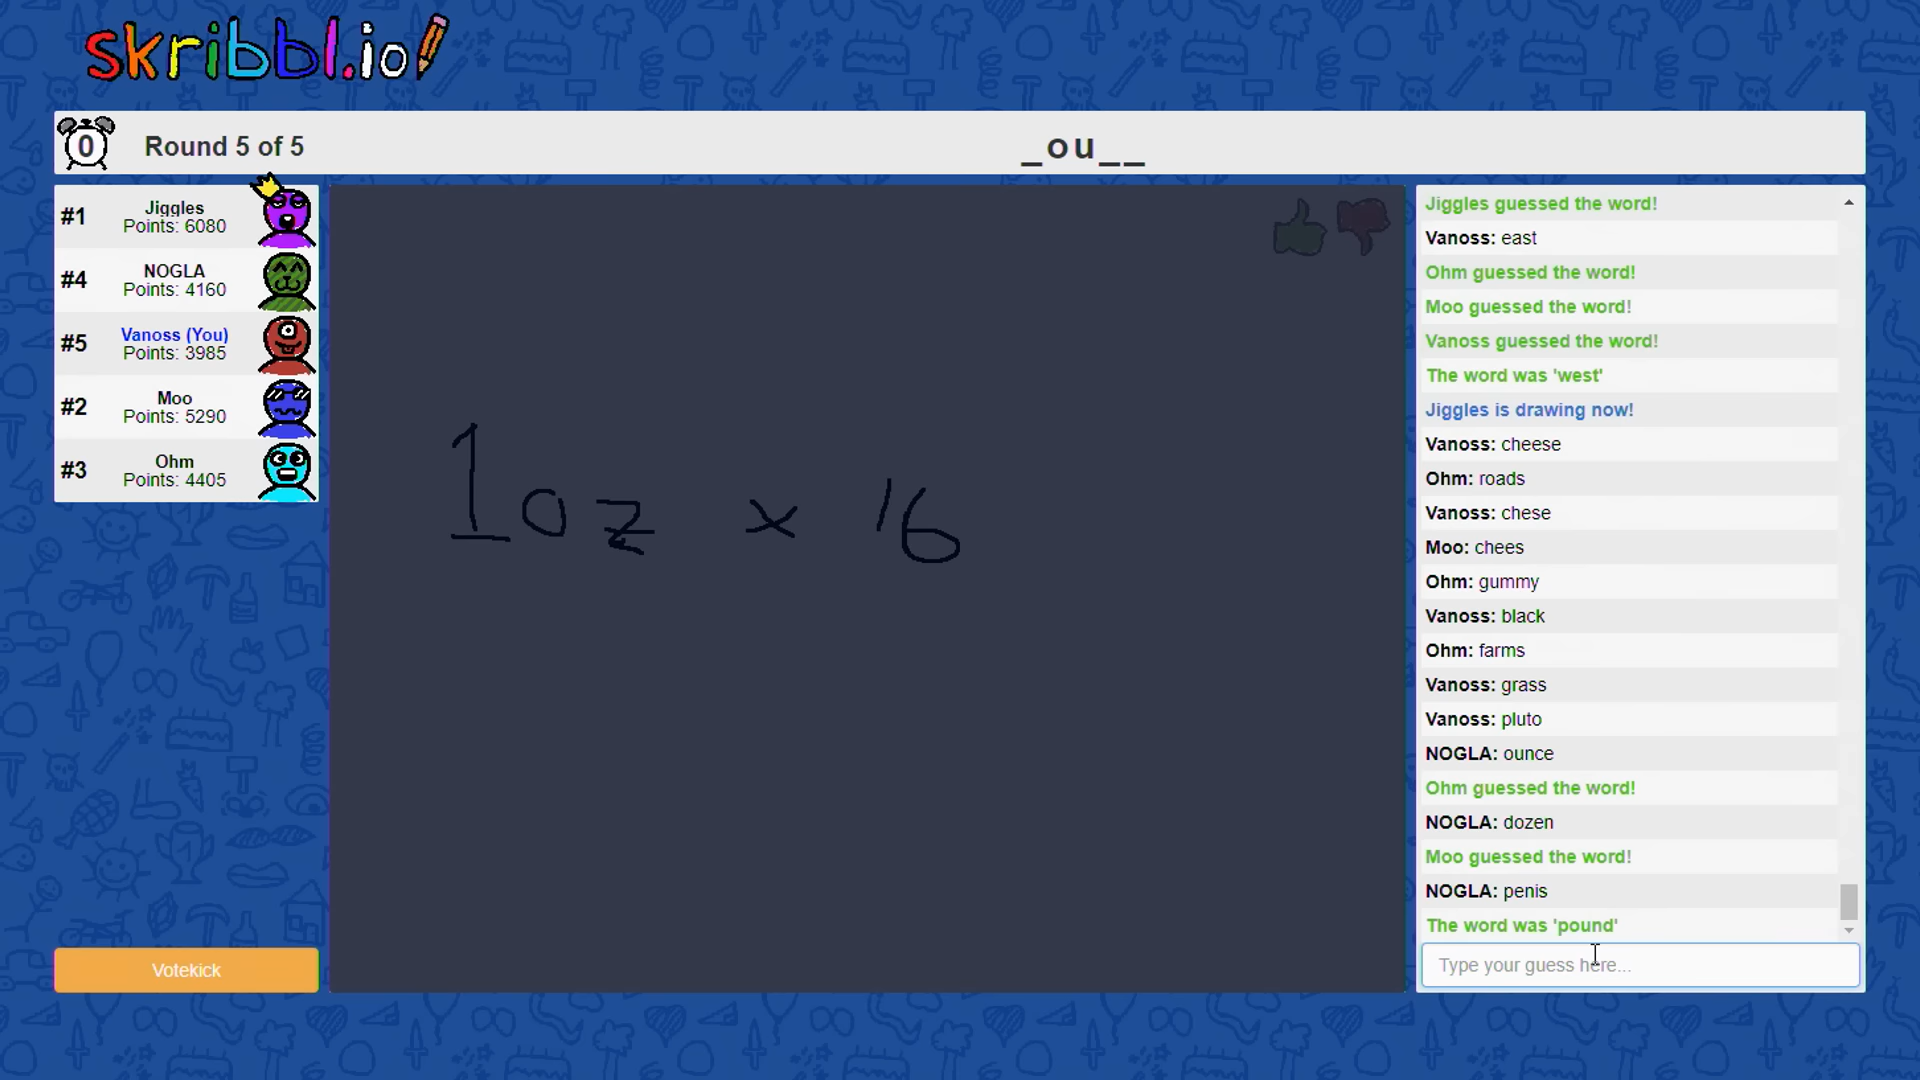 skribbl.io
0
Round 5 of 5
_ou__
#1
Jiggles
Points: 6080
#4
NOGLA
Points: 4160
#5
Vanoss (You)
Points: 3985
#2
Moo
Points: 5290
#3
Ohm
Points: 4405
Votekick
1oz x 16
Jiggles guessed the word!
Vanoss: east
Ohm guessed the word!
Moo guessed the word!
Vanoss guessed the word!
The word was 'west'
Jiggles is drawing now!
Vanoss: cheese
Ohm: roads
Vanoss: chese
Moo: chees
Ohm: gummy
Vanoss: black
Ohm: farms
Vanoss: grass
Vanoss: pluto
NOGLA: ounce
Ohm guessed the word!
NOGLA: dozen
Moo guessed the word!
NOGLA: penis
The word was 'pound'
Type your guess here...